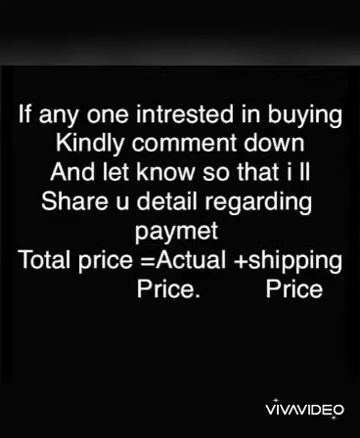 If any one intrested in buying
Kindly comment down
And let know so that i ll
Share u detail regarding
paymet
Total price =Actual +shipping
Price. Price
VIVAVIDEO